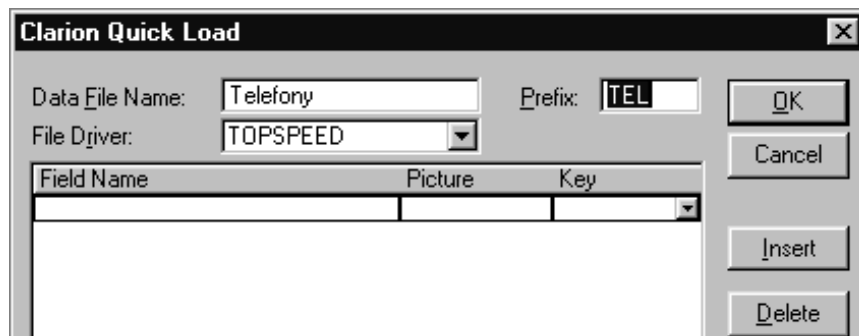 Clarion Quick Load
Data File Name: Telefony Prefix: TEL OK
File Driver: TOPSPEED Cancel
Field Name Picture Key
Insert
Delete